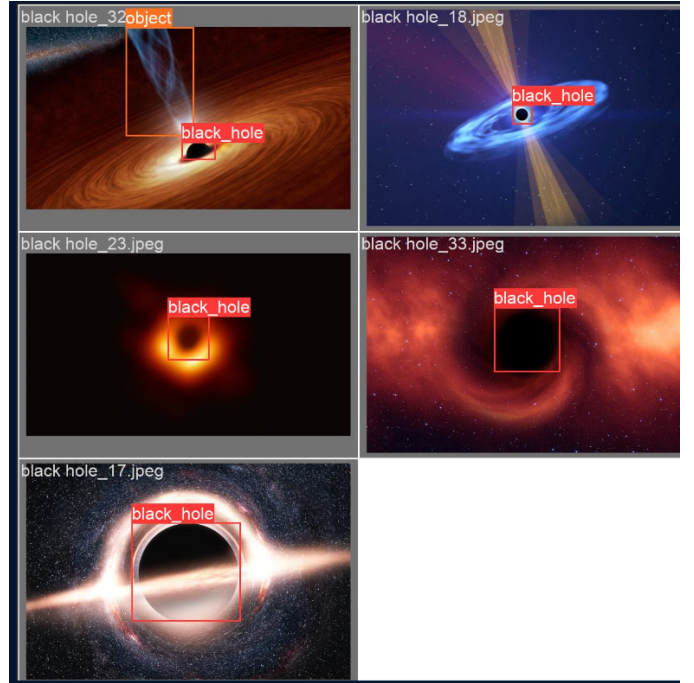 black hole_32
object
black_hole
black hole_18.jpeg
black_hole
black hole_23.jpeg
black_hole
black hole_33.jpeg
black_hole
black hole_17.jpeg
black_hole